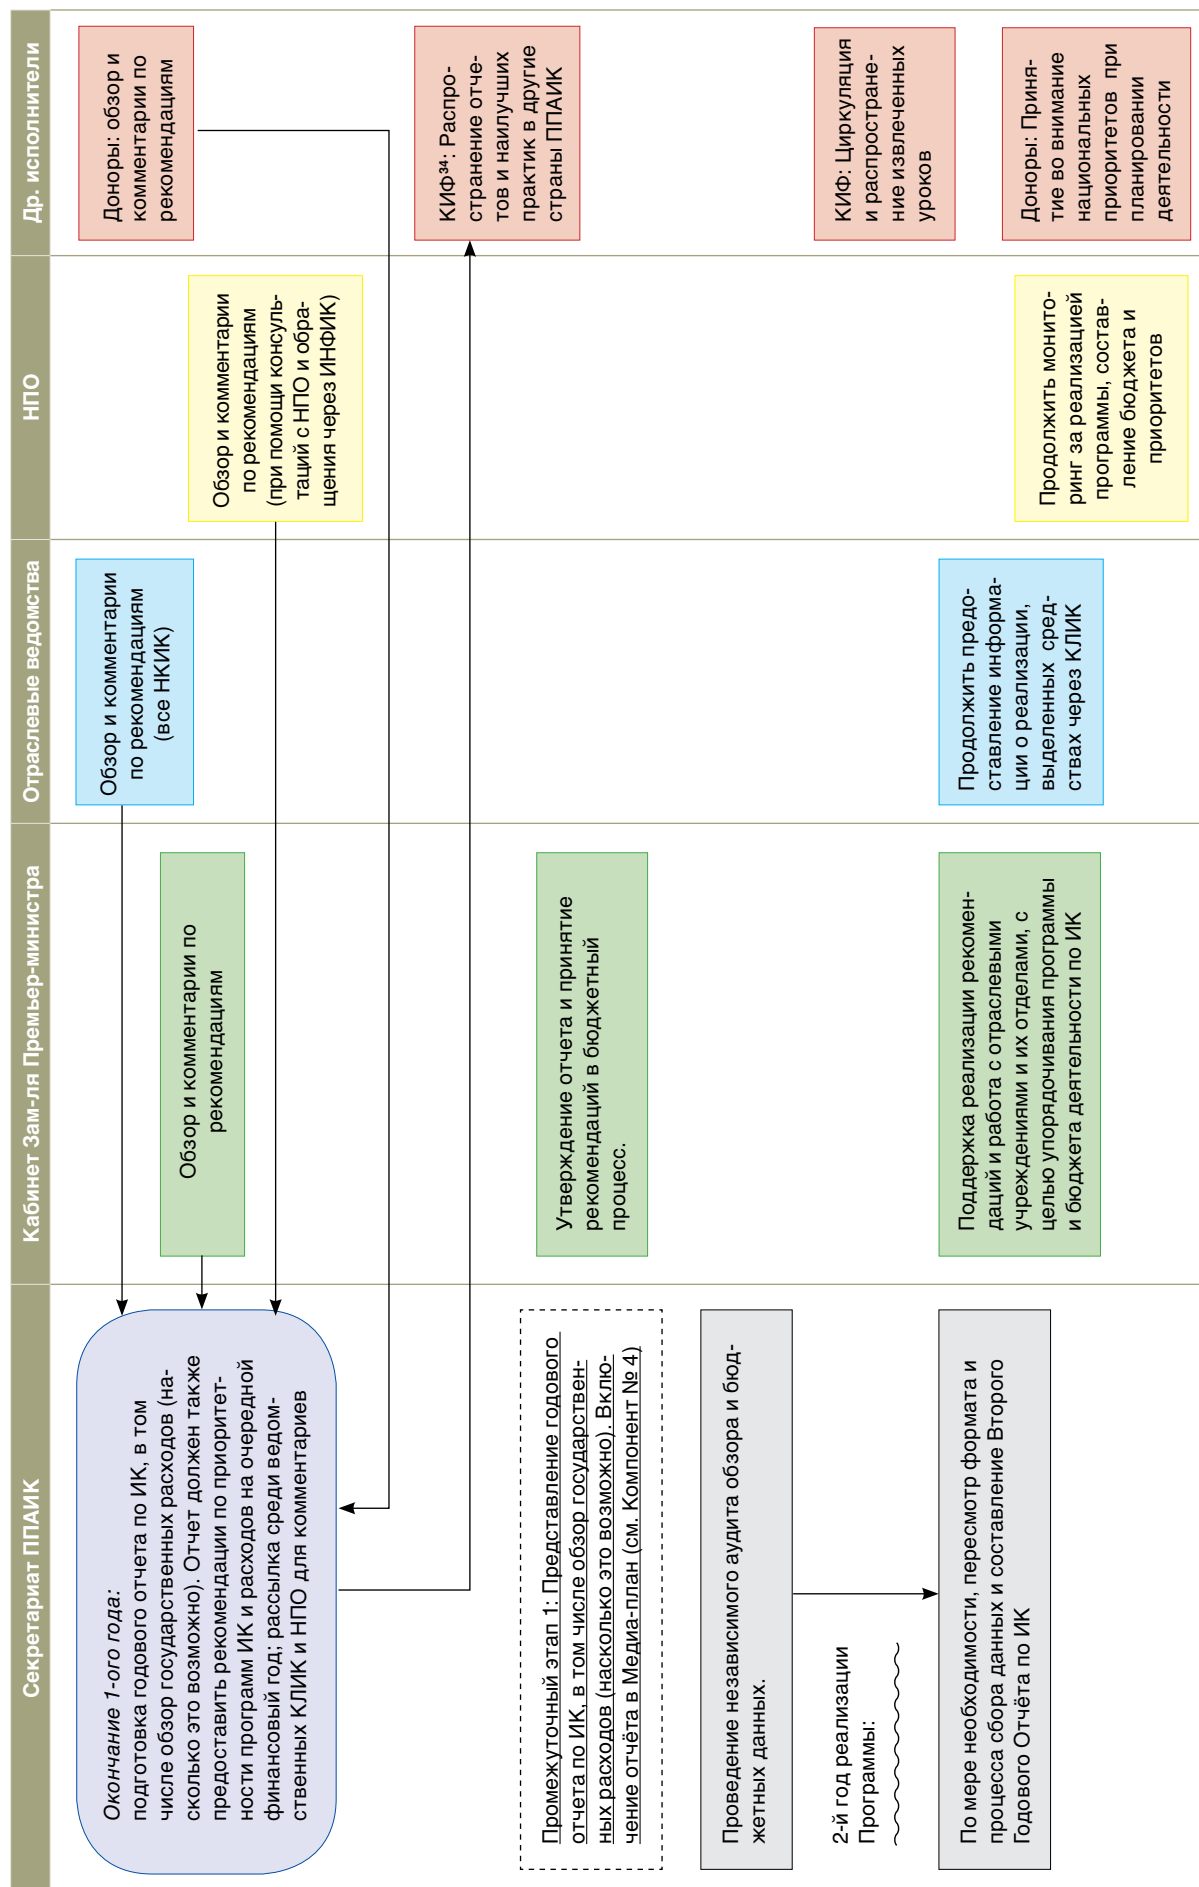 Секретариат ППАИК
Кабинет Зам-ля Премьер-министра
Отраслевые ведомства
НПО
Др. исполнители
Окончание 1-ого года:
подготовка годового отчета по ИК, в том
числе обзор государственных расходов (на-
сколько это возможно). Отчет должен также
предоставить рекомендации по приоритет-
ности программ ИК и расходов на очередной
финансовый год; рассылка среди ведом-
ственных КЛИК и НПО для комментариев
Обзор и комментарии по
рекомендациям
Обзор и комментарии
по рекомендациям
(все НКИК)
Обзор и комментарии
по рекомендациям
(при помощи консуль-
таций с НПО и обра-
щения через ИНФИК)
Доноры: обзор и
комментарии по
рекомендациям
Промежуточный этап 1: Представление годового
отчета по ИК, в том числе обзор государствен-
ных расходов (насколько это возможно). Вклю-
чение отчёта в Медиа-план (см. Компонент № 4)
Утверждение отчета и принятие
рекомендаций в бюджетный
процесс.
КИФ³⁴: Распро-
странение отче-
тов и наилучших
практик в другие
страны ППАИК
Проведение независимого аудита обзора и бюд-
жетных данных.
КИФ: Циркуляция
и распростране-
ние извлеченных
уроков
2-й год реализации
Программы:
По мере необходимости, пересмотр формата и
процесса сбора данных и составление Второго
Годового Отчёта по ИК
Поддержка реализации рекомен-
даций и работа с отраслевыми
учреждениями и их отделами, с
целью упорядочивания программы
и бюджета деятельности по ИК
Продолжить предо-
ставление информа-
ции о реализации,
выделенных сред-
ствах через КЛИК
Продолжить монито-
ринг за реализацией
программы, состав-
ление бюджета и
приоритетов
Доноры: Приня-
тие во внимание
национальных
приоритетов при
планировании
деятельности